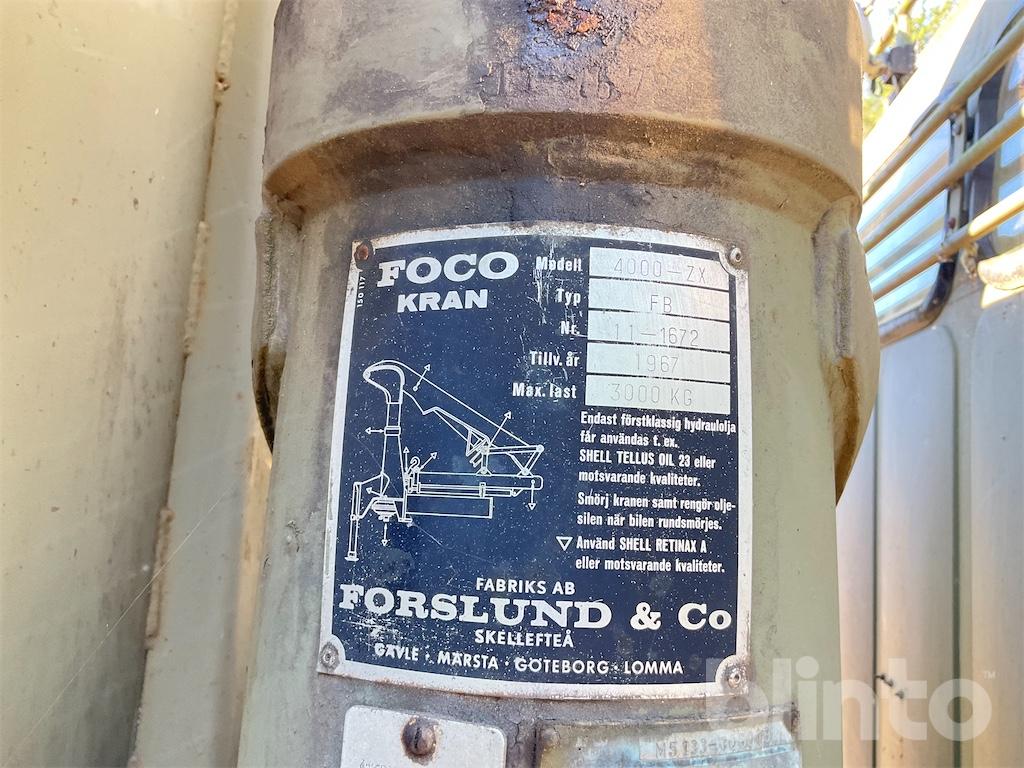 FOCO
KRAN
Modell 4000-ZX
Typ FB
Nr. 11-1672
Tillv. år 1967
Max. last 3000 KG
Endast förstklassig hydraulolja
får användas t. ex.
SHELL TELLUS OIL 23 eller
motsvarande kvaliteter.
Smörj kranen samt rengör olje-
silen när bilen rundsmörjes.
▽ Använd SHELL RETINAX A
eller motsvarande kvaliteter.
FABRIKS AB
FORSLUND & Co
SKELLEFTEÅ
GÄVLE · MÄRSTA · GÖTEBORG · LOMMA
blinto™